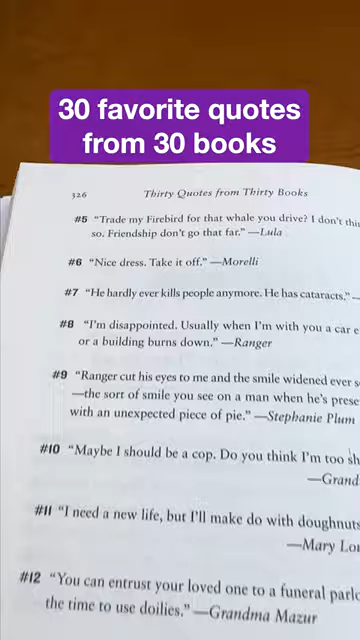 30 favorite quotes
from 30 books
326 Thirty Quotes from Thirty Books
#5 "Trade my Firebird for that whale you drive? I don't
so. Friendship don't go that far." —Lula
#6 "Nice dress. Take it off." —Morelli
#7 "He hardly ever kills people anymore. He has cataracts." —
#8 "I'm disappointed. Usually when I'm with you a car
or a building burns down." —Ranger
#9 "Ranger cut his eyes to me and the smile widened ever
—the sort of smile you see on a man when he's
with an unexpected piece of pie." —Stephanie Plum
#10 "Maybe I should be a cop. Do you think I'm too
—
#11 "I need a new life, but I'll make do with doughnuts
—Mary
#12 "You can entrust your loved one to a funeral
the time to use doilies." —Grandma Mazur